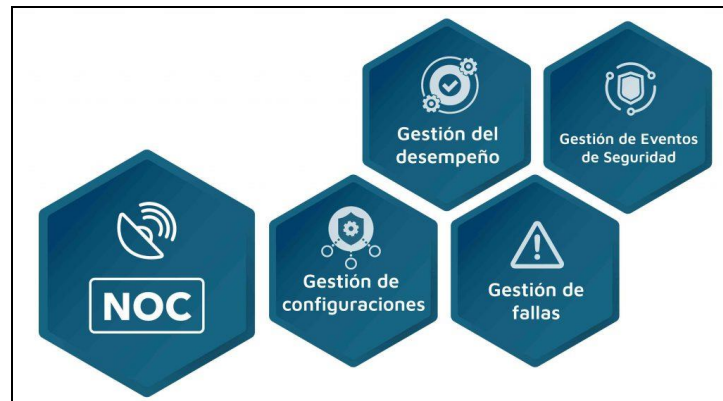 Gestión del
desempeño
Gestión de Eventos
de Seguridad
NOC
Gestión de
configuraciones
Gestión de
fallas